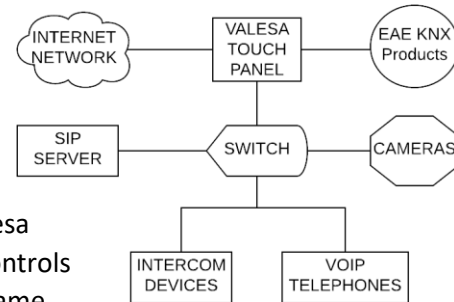 INTERNET
NETWORK
VALESA
TOUCH
PANEL
EAE KNX
Products
SIP
SERVER
SWITCH
CAMERAS
INTERCOM
DEVICES
VOIP
TELEPHONES